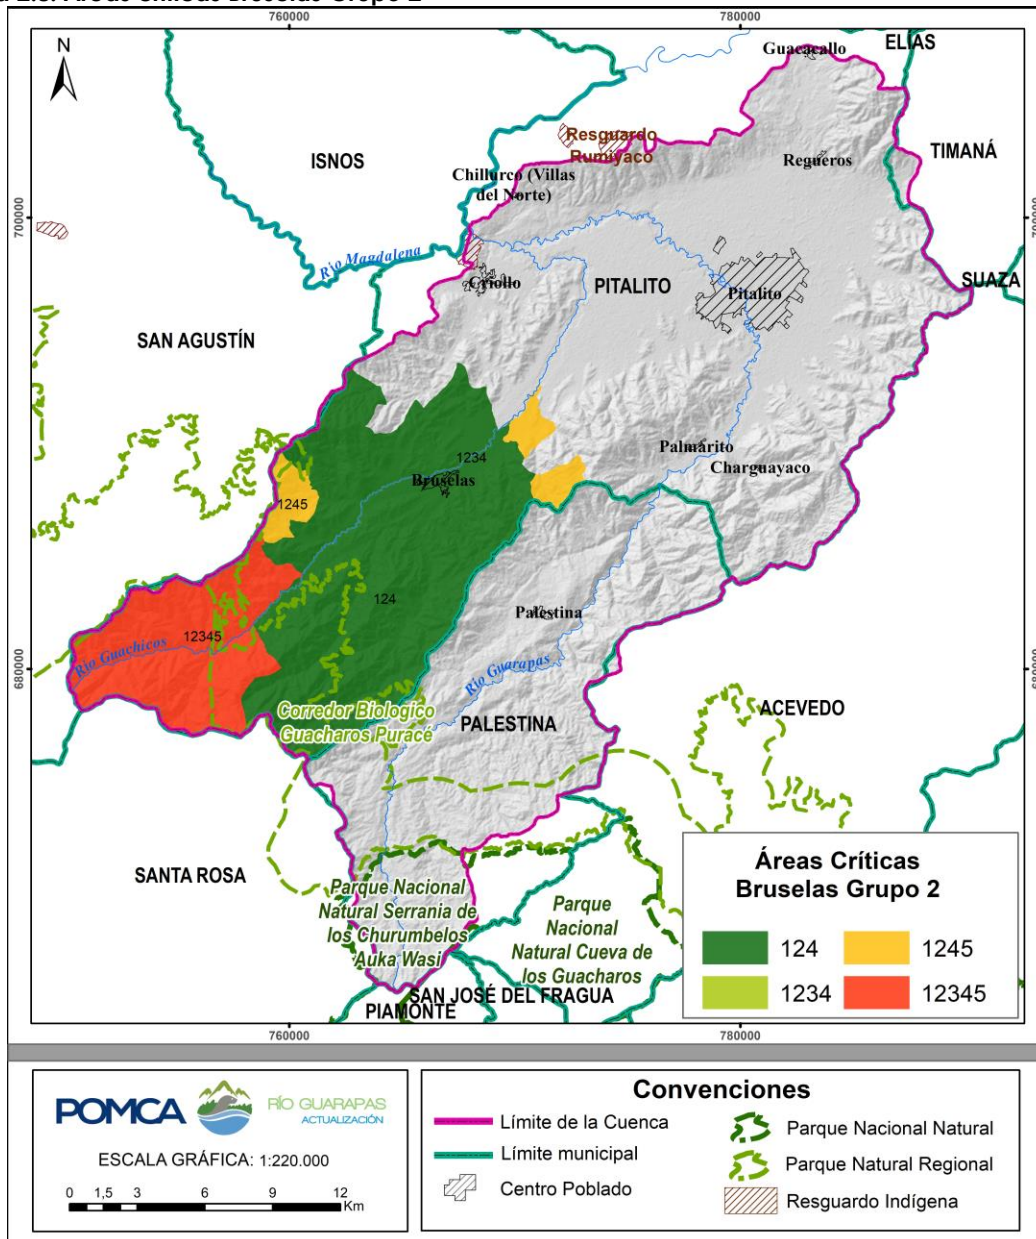 760000
780000
N
ELIAS
Guacacallo
ISNOS
Resguardo
Rumiyaco
Regueros
TIMANÁ
Chillurco (Villas
del Norte)
700000
700000
Río Magdalena
Criollo
PITALITO
Pitalito
SUAZA
SAN AGUSTÍN
1234
Bruselas
Palmarito
Charguayaco
1245
124
Palestina
12345
Río Guachicos
Río Guarapas
680000
680000
Corredor Biologico
Guacharos Puracé
PALESTINA
ACEVEDO
SANTA ROSA
Parque Nacional
Natural Serrania de
los Churumbelos
Auka Wasi
Parque
Nacional
Natural Cueva de
los Guacharos
SAN JOSÉ DEL FRAGUA
PIAMONTE
Áreas Críticas
Bruselas Grupo 2
124
1245
1234
12345
760000
780000
POMCA
RÍO GUARAPAS
ACTUALIZACIÓN
ESCALA GRÁFICA: 1:220.000
0 1,5 3 6 9 12
Km
Convenciones
Límite de la Cuenca
Límite municipal
Centro Poblado
Parque Nacional Natural
Parque Natural Regional
Resguardo Indígena